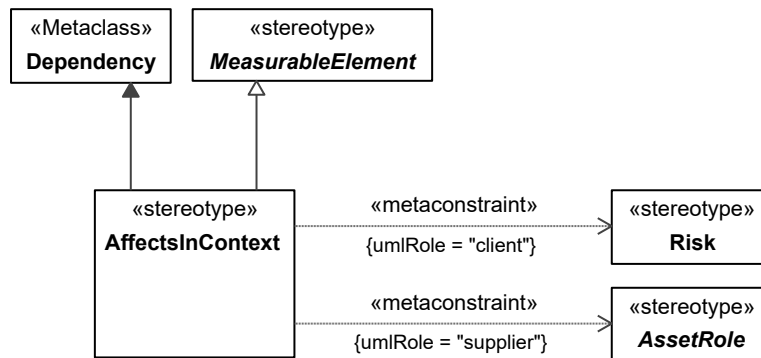 «Metaclass»
Dependency
«stereotype»
MeasurableElement
«stereotype»
AffectsInContext
«metaconstraint»
{umlRole = "client"}
«stereotype»
Risk
«metaconstraint»
{umlRole = "supplier"}
«stereotype»
AssetRole